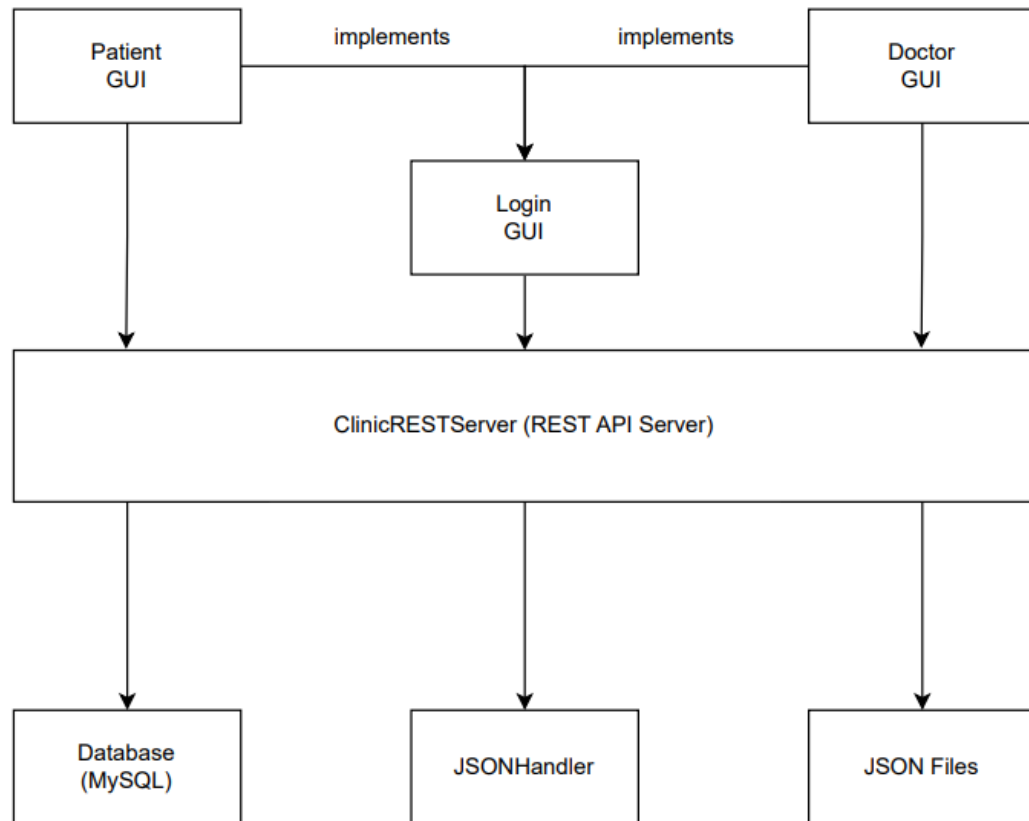 Patient
GUI
implements
implements
Doctor
GUI
Login
GUI
ClinicRESTServer (REST API Server)
Database
(MySQL)
JSONHandler
JSON Files